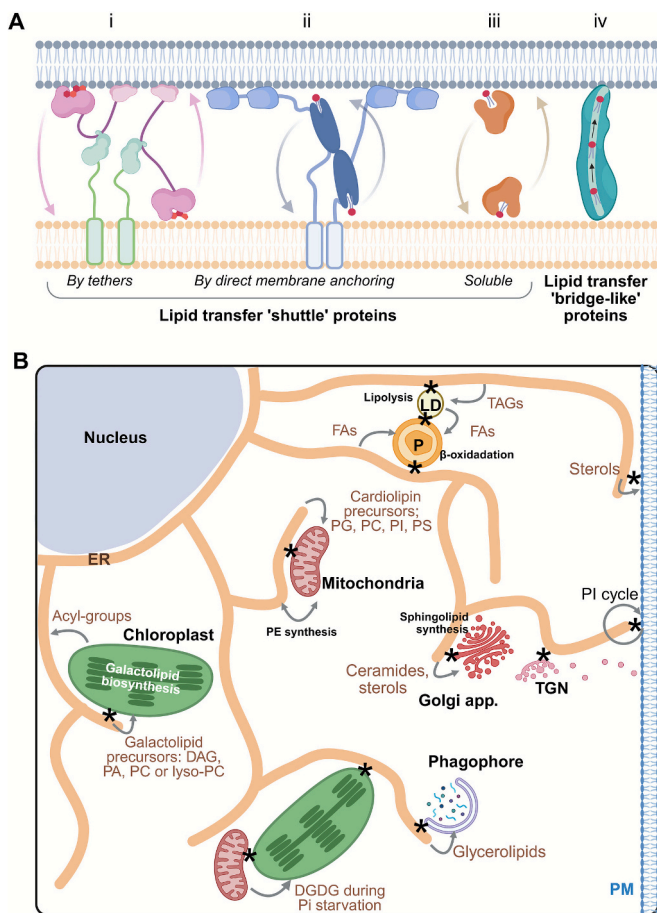 A
i
ii
iii
iv
By tethers
By direct membrane anchoring
Soluble
Lipid transfer 'shuttle' proteins
Lipid transfer
'bridge-like'
proteins
B
Nucleus
ER
Lipolysis
LD
TAGs
FAs
FAs
P
β-oxidadation
Sterols
Cardiolipin
precursors;
PG, PC, PI, PS
Mitochondria
PE synthesis
PI cycle
Acyl-groups
Chloroplast
Galactolipid
biosynthesis
Sphingolipid
synthesis
Ceramides,
sterols
Golgi app.
TGN
Galactolipid
precursors: DAG,
PA, PC or lyso-PC
Phagophore
Glycerolipids
DGDG during
Pi starvation
PM